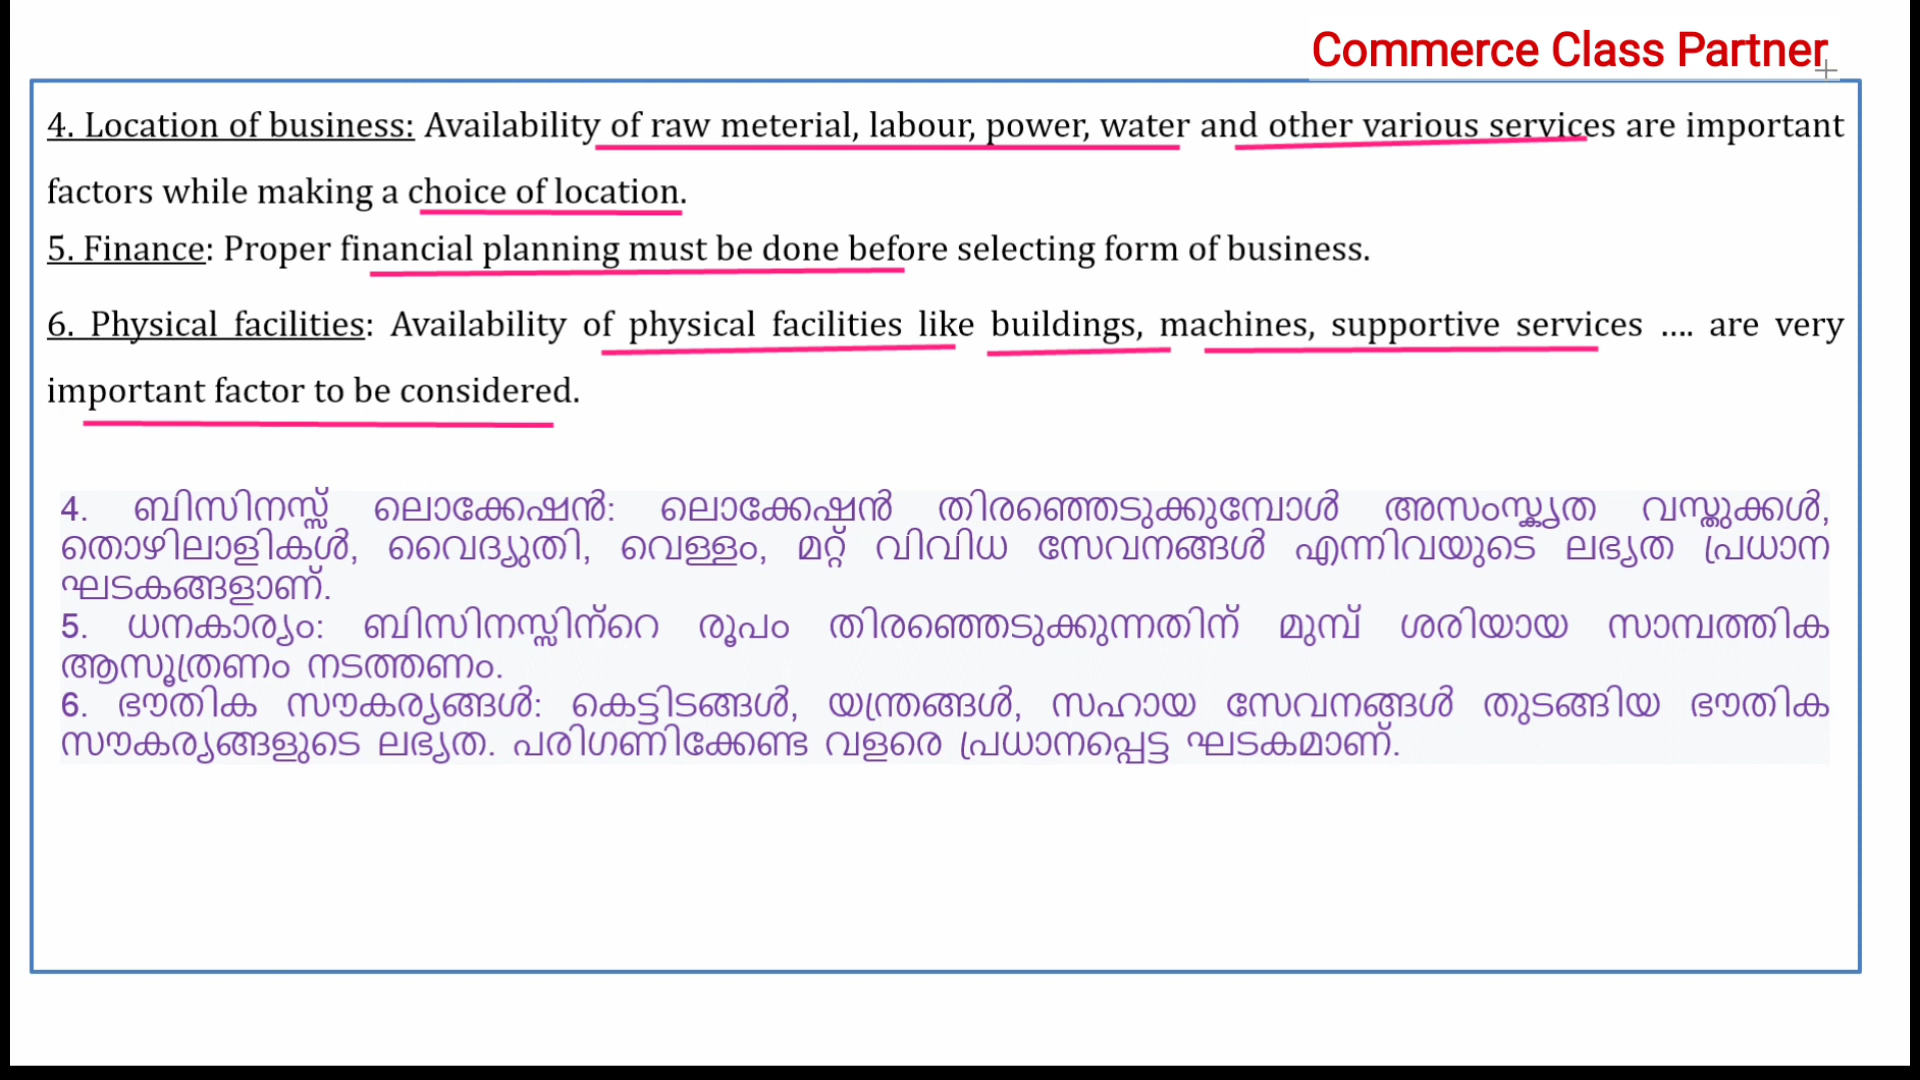 Commerce Class Partner
4. Location of business: Availability of raw meterial, labour, power, water and other various services are important
factors while making a choice of location.
5. Finance: Proper financial planning must be done before selecting form of business.
6. Physical facilities: Availability of physical facilities like buildings, machines, supportive services .... are very
important factor to be considered.
4. ബിസിനസ്സ് ലൊക്കേഷൻ: ലൊക്കേഷൻ തിരഞ്ഞെടുക്കുമ്പോൾ അസംസ്കൃത വസ്തുക്കൾ,
തൊഴിലാളികൾ, വൈദ്യുതി, വെള്ളം, മറ്റ് വിവിധ സേവനങ്ങൾ എന്നിവയുടെ ലഭ്യത പ്രധാന
ഘടകങ്ങളാണ്.
5. ധനകാര്യം: ബിസിനസ്സിന്റെ രൂപം തിരഞ്ഞെടുക്കുന്നതിന് മുമ്പ് ശരിയായ സാമ്പത്തിക
ആസൂത്രണം നടത്തണം.
6. ഭൗതിക സൗകര്യങ്ങൾ: കെട്ടിടങ്ങൾ, യന്ത്രങ്ങൾ, സഹായ സേവനങ്ങൾ തുടങ്ങിയ ഭൗതിക
സൗകര്യങ്ങളുടെ ലഭ്യത. പരിഗണിക്കേണ്ട വളരെ പ്രധാനപ്പെട്ട ഘടകമാണ്.